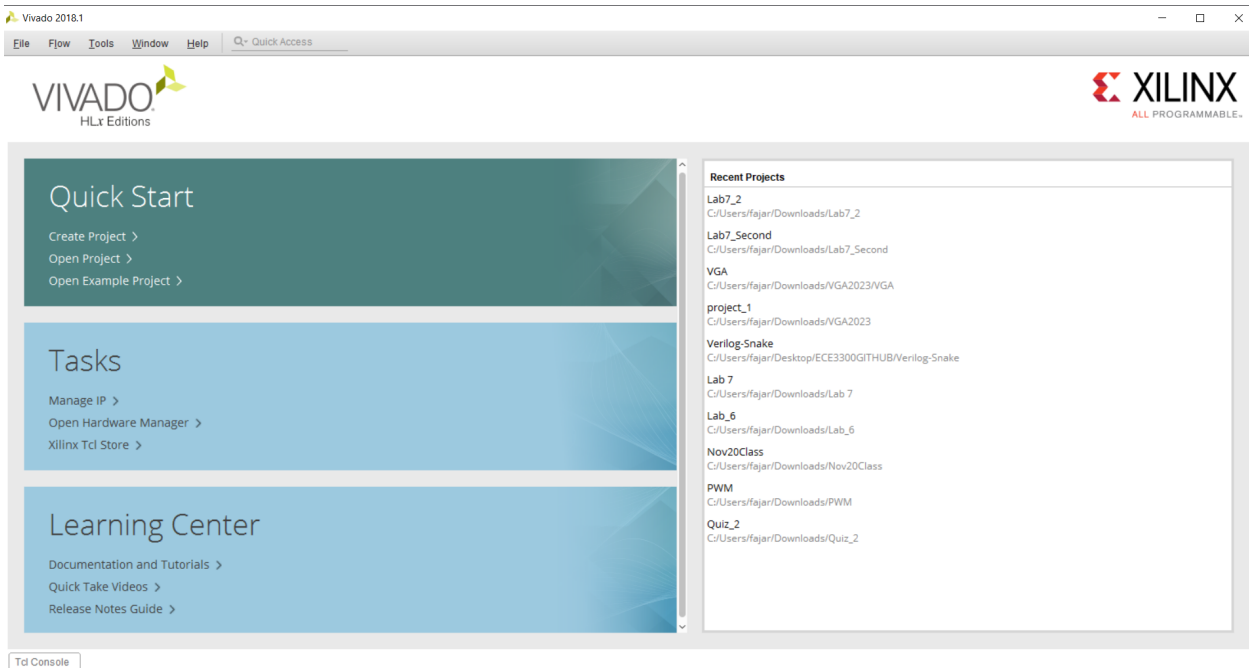 Vivado 2018.1
File Flow Tools Window Help Quick Access
VIVADO.
HLx Editions
XILINX
ALL PROGRAMMABLE™
Quick Start
Create Project >
Open Project >
Open Example Project >
Tasks
Manage IP >
Open Hardware Manager >
Xilinx Tcl Store >
Learning Center
Documentation and Tutorials >
Quick Take Videos >
Release Notes Guide >
Recent Projects
Lab7_2
C:/Users/fajar/Downloads/Lab7_2
Lab7_Second
C:/Users/fajar/Downloads/Lab7_Second
VGA
C:/Users/fajar/Downloads/VGA2023/VGA
project_1
C:/Users/fajar/Downloads/VGA2023
Verilog-Snake
C:/Users/fajar/Desktop/ECE3300GITHUB/Verilog-Snake
Lab 7
C:/Users/fajar/Downloads/Lab 7
Lab_6
C:/Users/fajar/Downloads/Lab_6
Nov20Class
C:/Users/fajar/Downloads/Nov20Class
PWM
C:/Users/fajar/Downloads/PWM
Quiz_2
C:/Users/fajar/Downloads/Quiz_2
Tcl Console